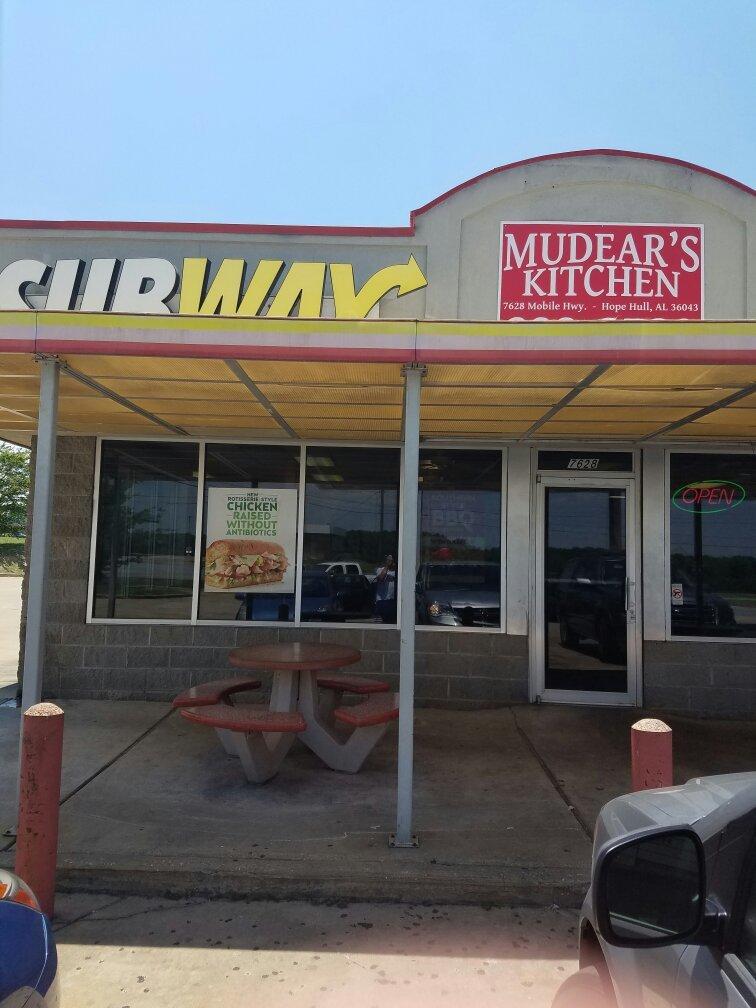 SUBWAY
MUDEAR'S
KITCHEN
7628 Mobile Hwy. - Hope Hull, AL 36043
7628
OPEN
NEW
ROTISSERIE-STYLE
CHICKEN
RAISED
WITHOUT
ANTIBIOTICS
BBQ